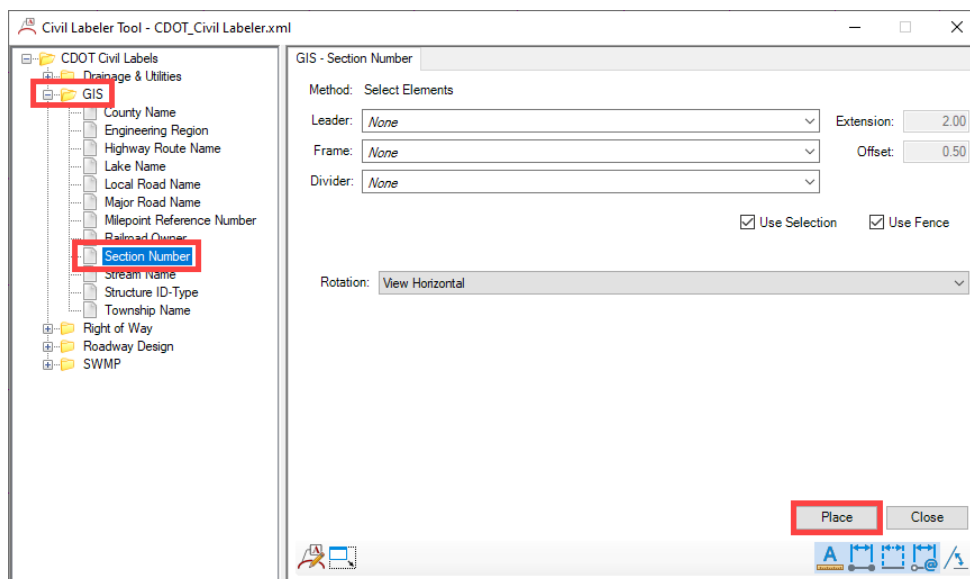 Civil Labeler Tool - CDOT_Civil Labeler.xml
CDOT Civil Labels
Drainage & Utilities
GIS
County Name
Engineering Region
Highway Route Name
Lake Name
Local Road Name
Major Road Name
Milepoint Reference Number
Railroad Owner
Section Number
Stream Name
Structure ID-Type
Township Name
Right of Way
Roadway Design
SWMP
GIS - Section Number
Method: Select Elements
Leader: None Extension: 2.00
Frame: None Offset: 0.50
Divider: None
Use Selection Use Fence
Rotation: View Horizontal
Place Close